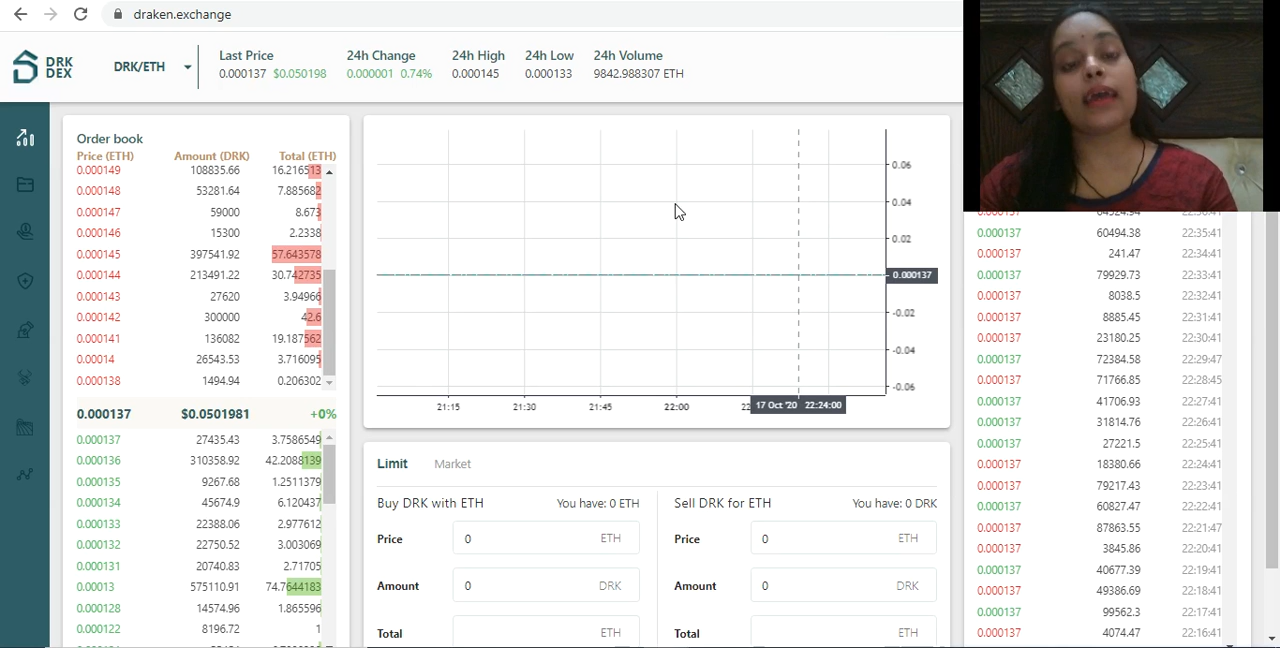 draken.exchange
DRK
DEX
DRK/ETH
Last Price
0.000137 $0.050198
24h Change
0.000001 0.74%
24h High
0.000145
24h Low
0.000133
24h Volume
9842.988307 ETH
Order book
Price (ETH) Amount (DRK) Total (ETH)
0.000149 108835.66 16.216513
0.000148 53281.64 7.885682
0.000147 59000 8.673
0.000146 15300 2.2338
0.000145 397541.92 57.643578
0.000144 213491.22 30.742735
0.000143 27620 3.94966
0.000142 300000 42.6
0.000141 136082 19.187562
0.00014 26543.53 3.716095
0.000138 1494.94 0.206302
0.000137 $0.0501981 +0%
0.000137 27435.43 3.7586549
0.000136 310358.92 42.2088139
0.000135 9267.68 1.2511379
0.000134 45674.9 6.120437
0.000133 22388.06 2.977612
0.000132 22750.52 3.003069
0.000131 20740.83 2.71705
0.00013 575110.91 74.7644183
0.000128 14574.96 1.865596
0.000122 8196.72 1
0.06
0.04
0.02
0.000137
-0.02
-0.04
-0.06
21:15 21:30 21:45 22:00 22 17 Oct '20 22:24:00
Limit Market
Buy DRK with ETH You have: 0 ETH
Price 0 ETH
Amount 0 DRK
Total ETH
Sell DRK for ETH You have: 0 DRK
Price 0 ETH
Amount 0 DRK
Total ETH
0.000137 60494.38 22:35:41
0.000137 241.47 22:34:41
0.000137 79929.73 22:33:41
0.000137 8038.5 22:32:41
0.000137 8885.45 22:31:41
0.000137 23180.25 22:30:41
0.000137 72384.58 22:29:47
0.000137 71766.85 22:28:45
0.000137 41706.93 22:27:41
0.000137 31814.76 22:26:41
0.000137 27221.5 22:25:41
0.000137 18380.66 22:24:41
0.000137 79217.43 22:23:41
0.000137 60827.47 22:22:41
0.000137 87863.55 22:21:47
0.000137 3845.86 22:20:41
0.000137 40677.39 22:19:41
0.000137 49386.69 22:18:41
0.000137 99562.3 22:17:41
0.000137 4074.47 22:16:41